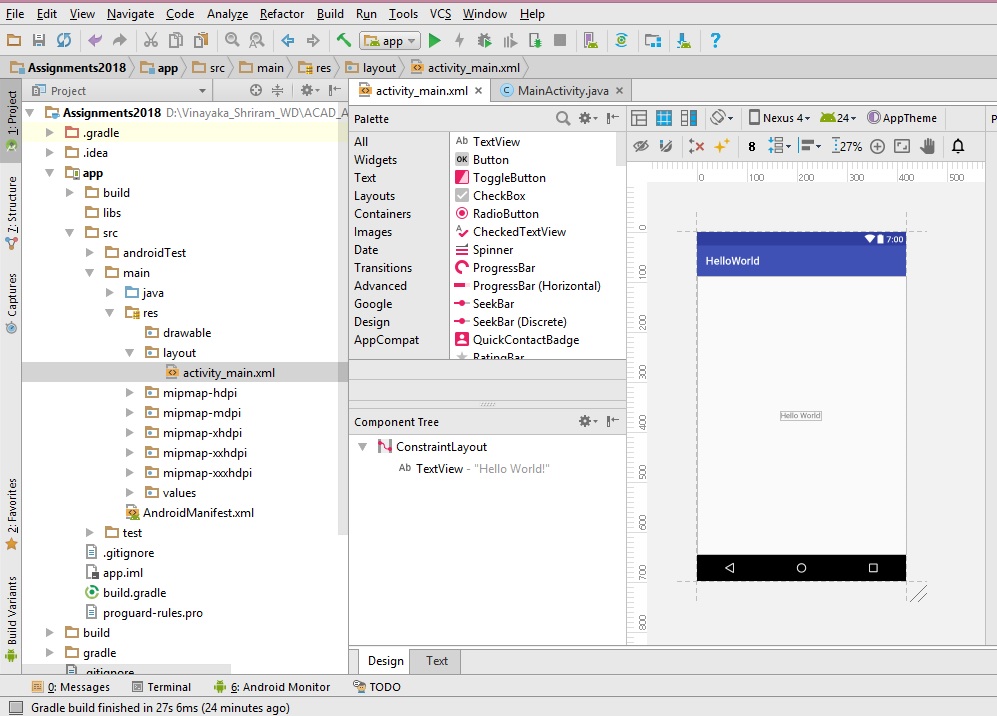 File Edit View Navigate Code Analyze Refactor Build Run Tools VCS Window Help
app
Assignments2018 app src main res layout activity_main.xml
1: Project
7: Structure
Captures
2: Favorites
Build Variants
Project
Assignments2018 D:\Vinayaka_Shriram_WD\ACAD_A
.gradle
.idea
app
build
libs
src
androidTest
main
java
res
drawable
layout
activity_main.xml
mipmap-hdpi
mipmap-mdpi
mipmap-xhdpi
mipmap-xxhdpi
mipmap-xxxhdpi
values
AndroidManifest.xml
test
.gitignore
app.iml
build.gradle
proguard-rules.pro
build
gradle
.gitignore
activity_main.xml MainActivity.java
Palette
All
Widgets
Text
Layouts
Containers
Images
Date
Transitions
Advanced
Google
Design
AppCompat
Ab TextView
OK Button
ToggleButton
CheckBox
RadioButton
CheckedTextView
Spinner
ProgressBar
ProgressBar (Horizontal)
SeekBar
SeekBar (Discrete)
QuickContactBadge
RatingBar
Component Tree
ConstraintLayout
Ab TextView - "Hello World!"
Nexus 4 24 AppTheme P
8 27%
0 100 200 300 400 500
0
100
200
300
400
500
600
700
800
7:00
HelloWorld
Hello World
Design Text
0: Messages Terminal 6: Android Monitor TODO
Gradle build finished in 27s 6ms (24 minutes ago)